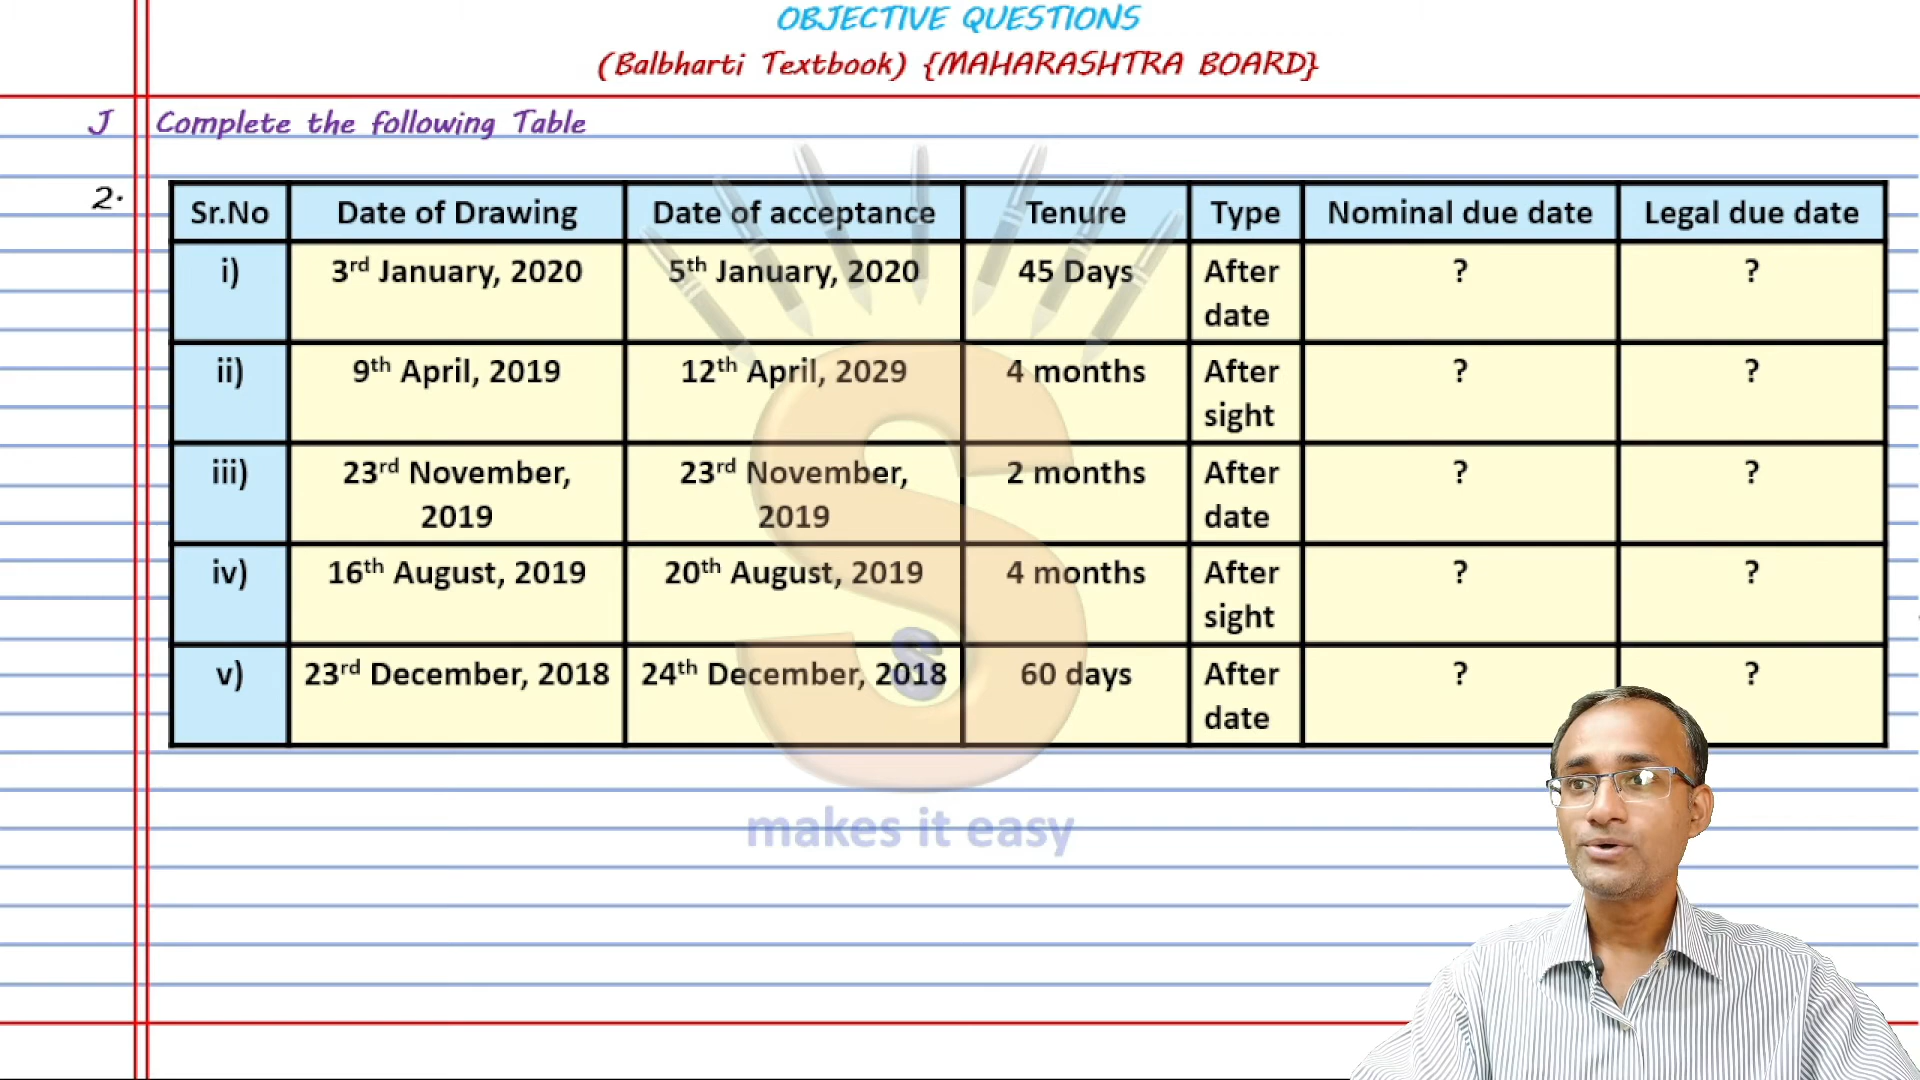 OBJECTIVE QUESTIONS
(Balbharti Textbook) {MAHARASHTRA BOARD}
J Complete the following Table
2.
Sr.No Date of Drawing Date of acceptance Tenure Type Nominal due date Legal due date
i) 3rd January, 2020 5th January, 2020 45 Days After date ? ?
ii) 9th April, 2019 12th April, 2029 4 months After sight ? ?
iii) 23rd November, 2019 23rd November, 2019 2 months After date ? ?
iv) 16th August, 2019 20th August, 2019 4 months After sight ? ?
v) 23rd December, 2018 24th December, 2018 60 days After date ? ?
S
makes it easy